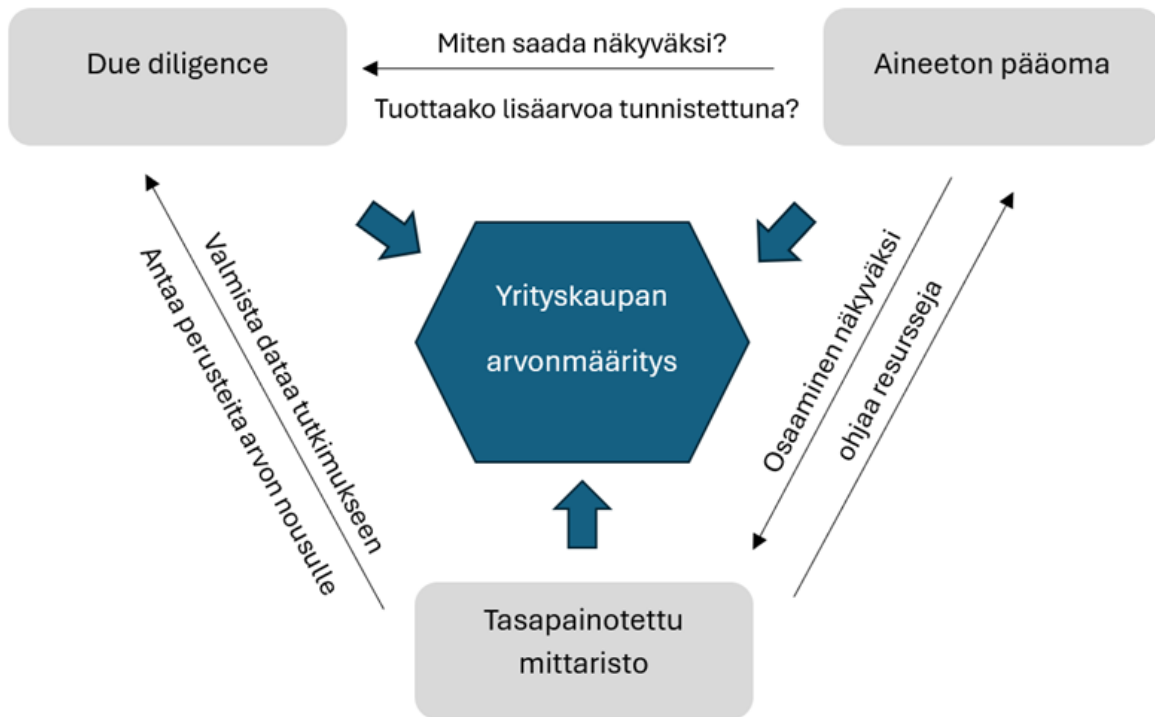 Due diligence
Miten saada näkyväksi?
Tuottaako lisäarvoa tunnistettuna?
Aineeton pääoma
Valmista dataa tutkimukseen
Antaa perusteita arvon nousulle
Yrityskaupan
arvonmääritys
Osaaminen näkyväksi
ohjaa resursseja
Tasapainotettu
mittaristo